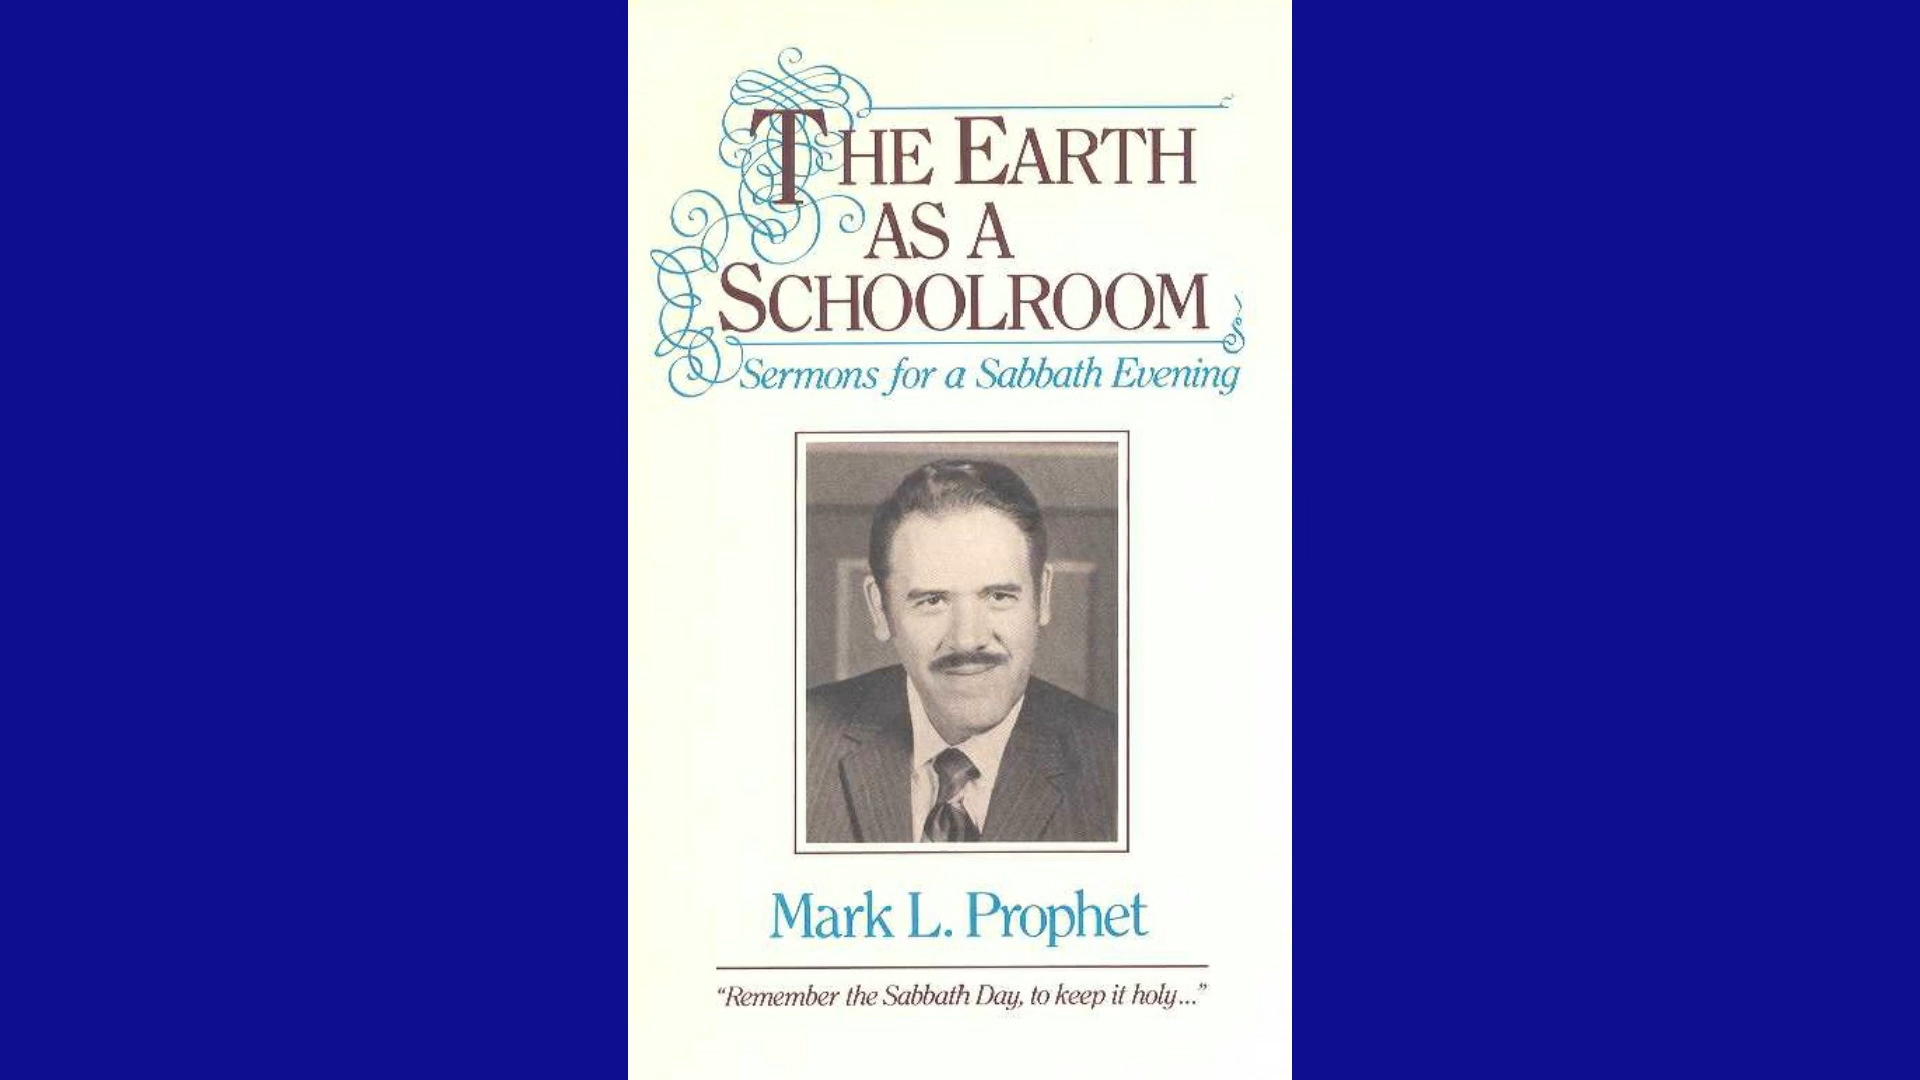 THE EARTH
AS A
SCHOOLROOM
Sermons for a Sabbath Evening
Mark L. Prophet
“Remember the Sabbath Day, to keep it holy...”